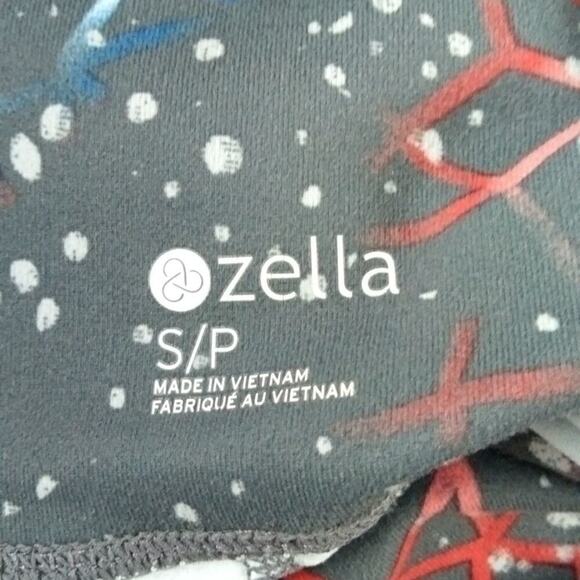 zella
S/P
MADE IN VIETNAM
FABRIQUÉ AU VIETNAM